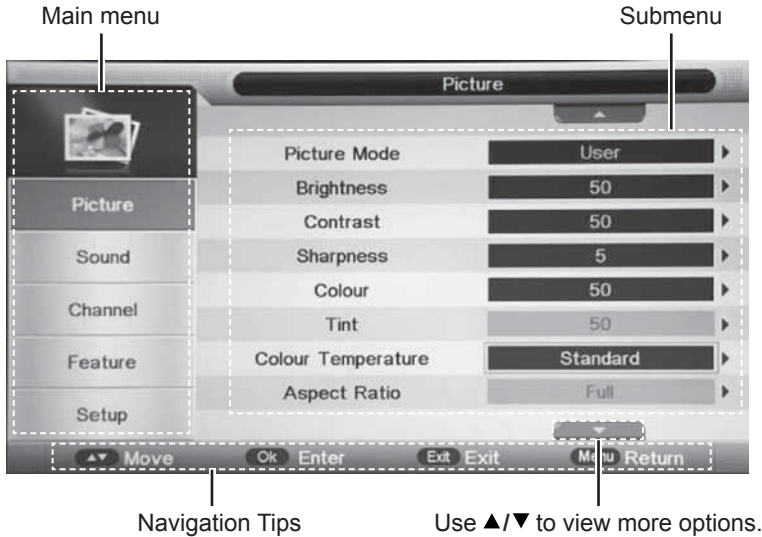 Main menu
Submenu
Picture
Picture Mode User
Picture
Brightness 50
Contrast 50
Sound
Sharpness 5
Colour 50
Channel
Tint 50
Feature
Colour Temperature Standard
Aspect Ratio Full
Setup
▲▼ Move Ok Enter Exit Exit Menu Return
Navigation Tips
Use ▲/▼ to view more options.